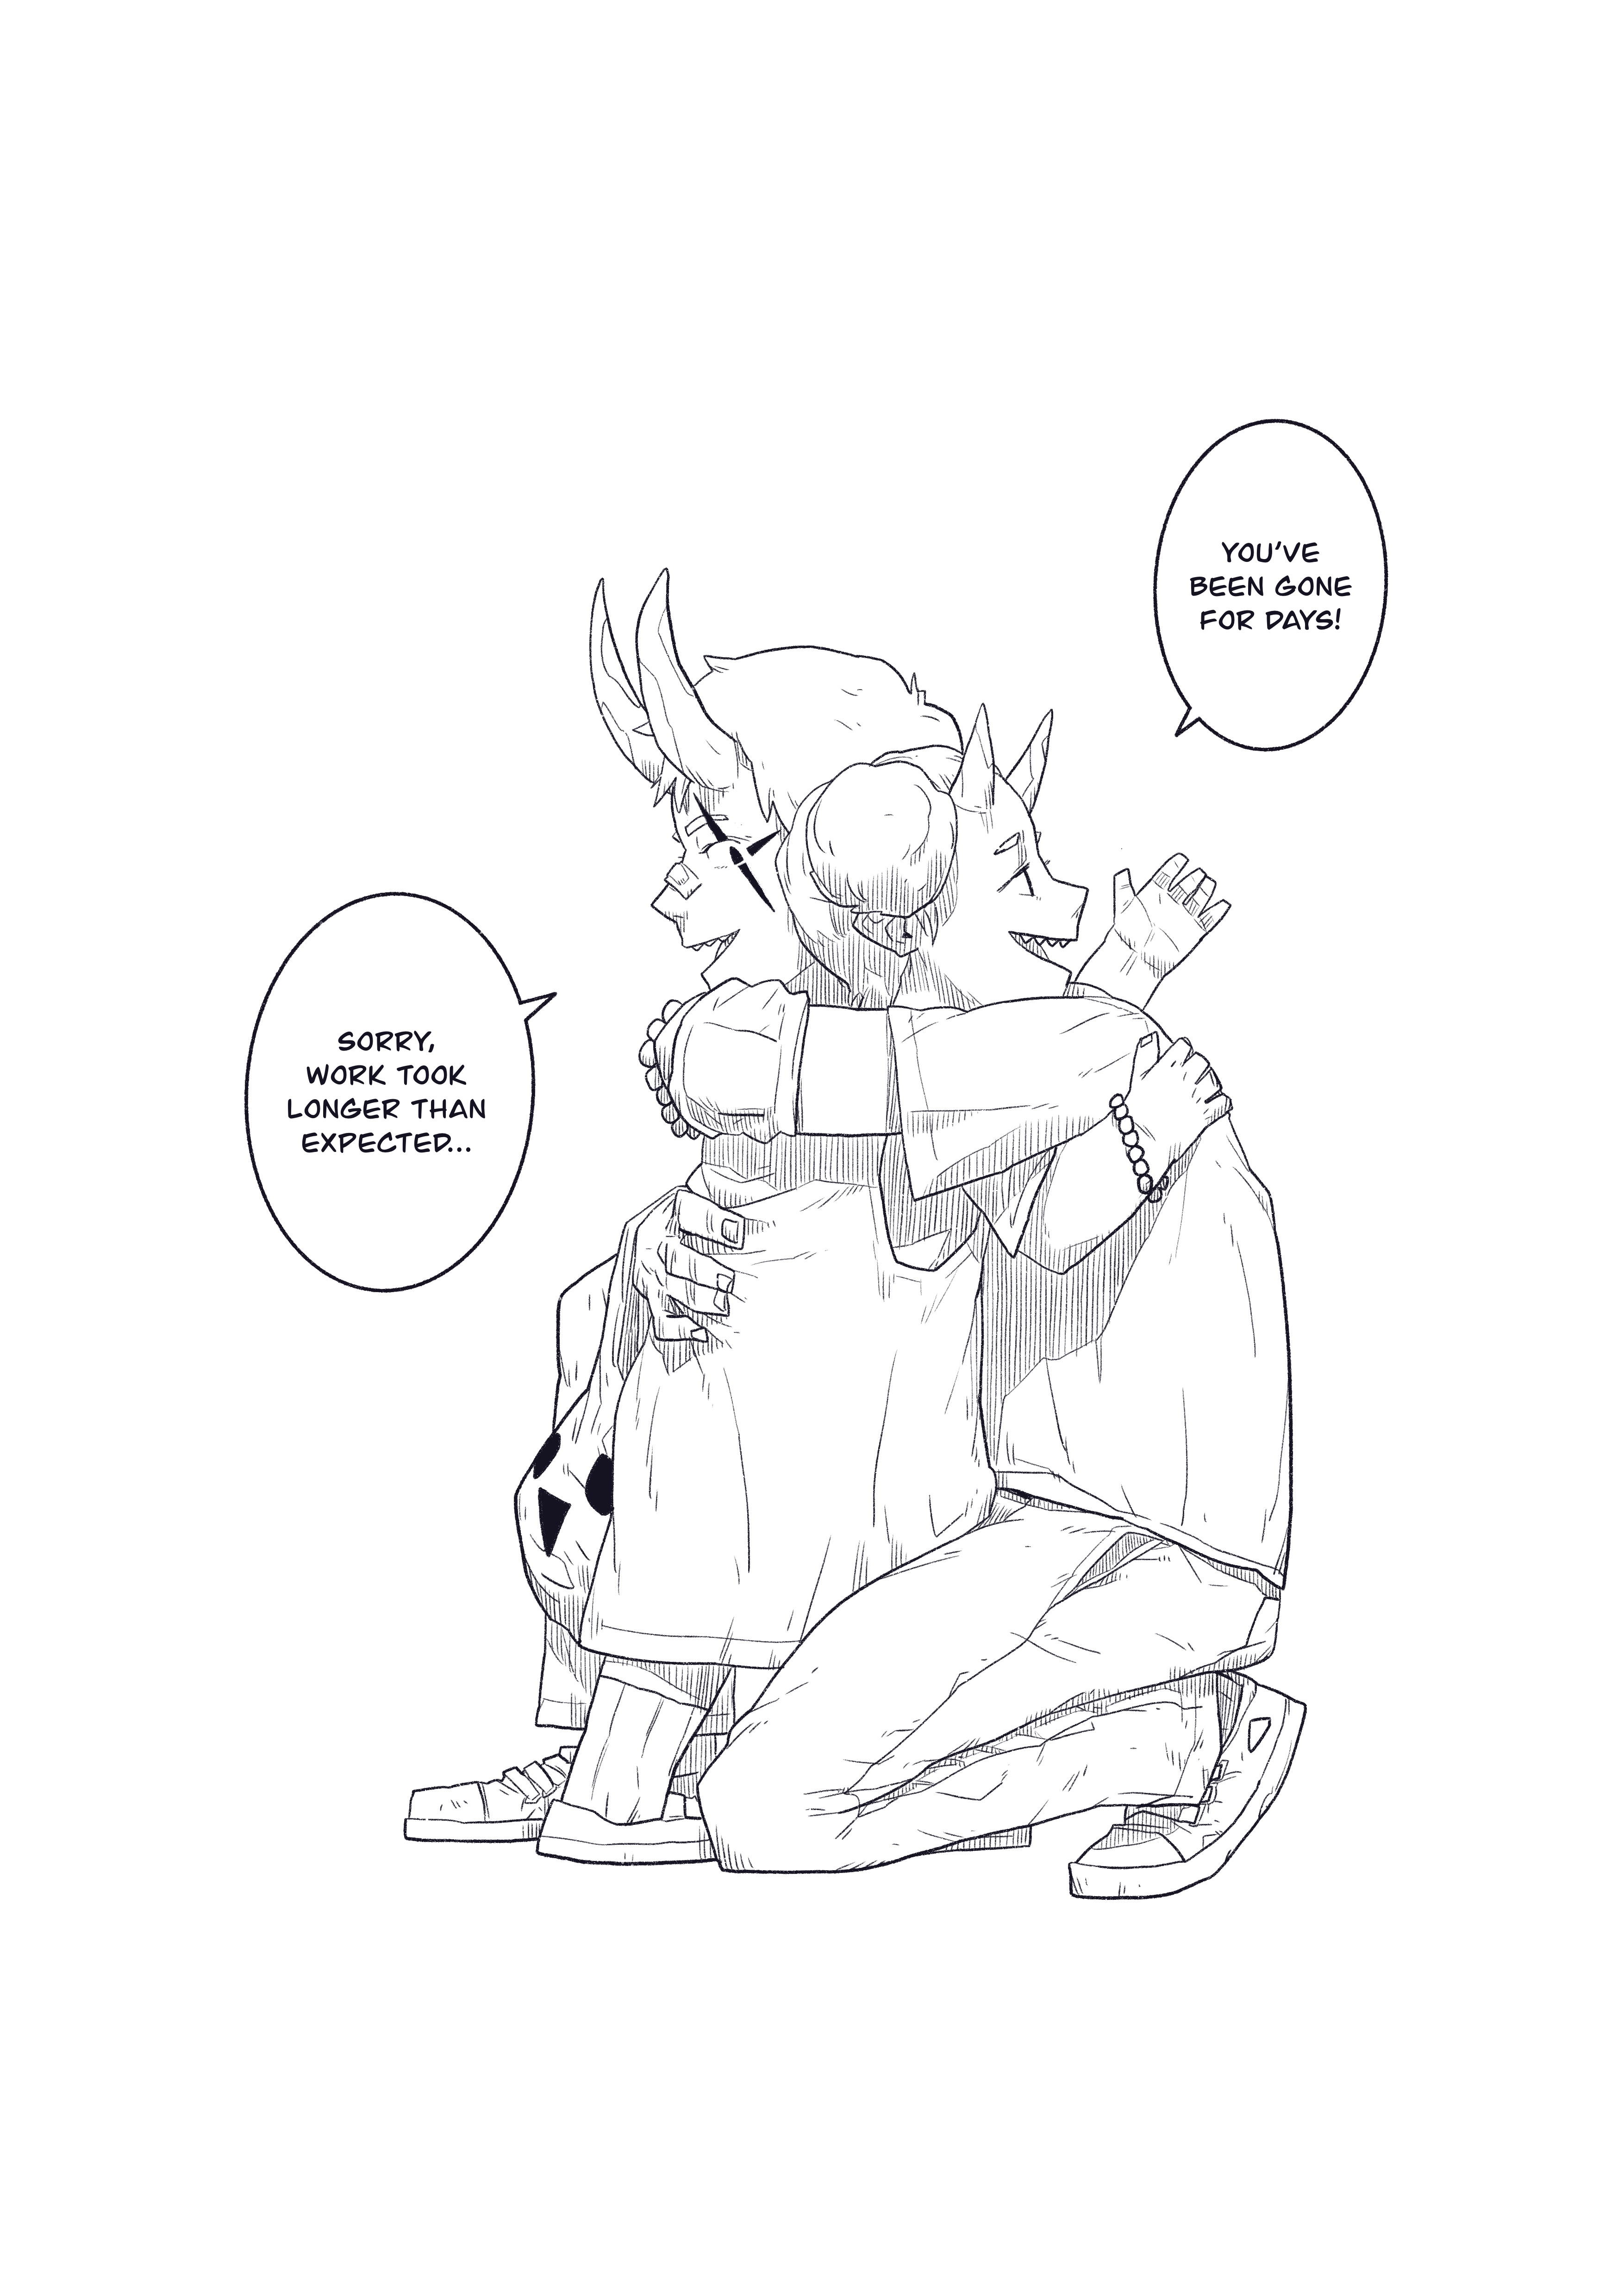 YOU'VE
BEEN GONE
FOR DAYS!
SORRY,
WORK TOOK
LONGER THAN
EXPECTED...